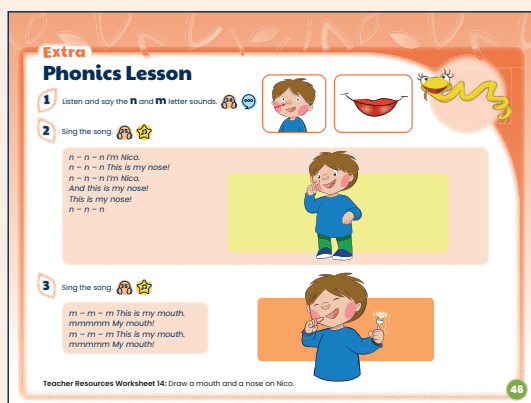 Extra
Phonics Lesson
1 Listen and say the n and m letter sounds.
2 Sing the song.
n – n – n I'm Nico.
n – n – n This is my nose!
n – n – n I'm Nico.
And this is my nose!
This is my nose!
n – n – n
3 Sing the song.
m – m – m This is my mouth.
mmmmm My mouth!
m – m – m This is my mouth.
mmmmm My mouth!
Teacher Resources Worksheet 14: Draw a mouth and a nose on Nico.
46